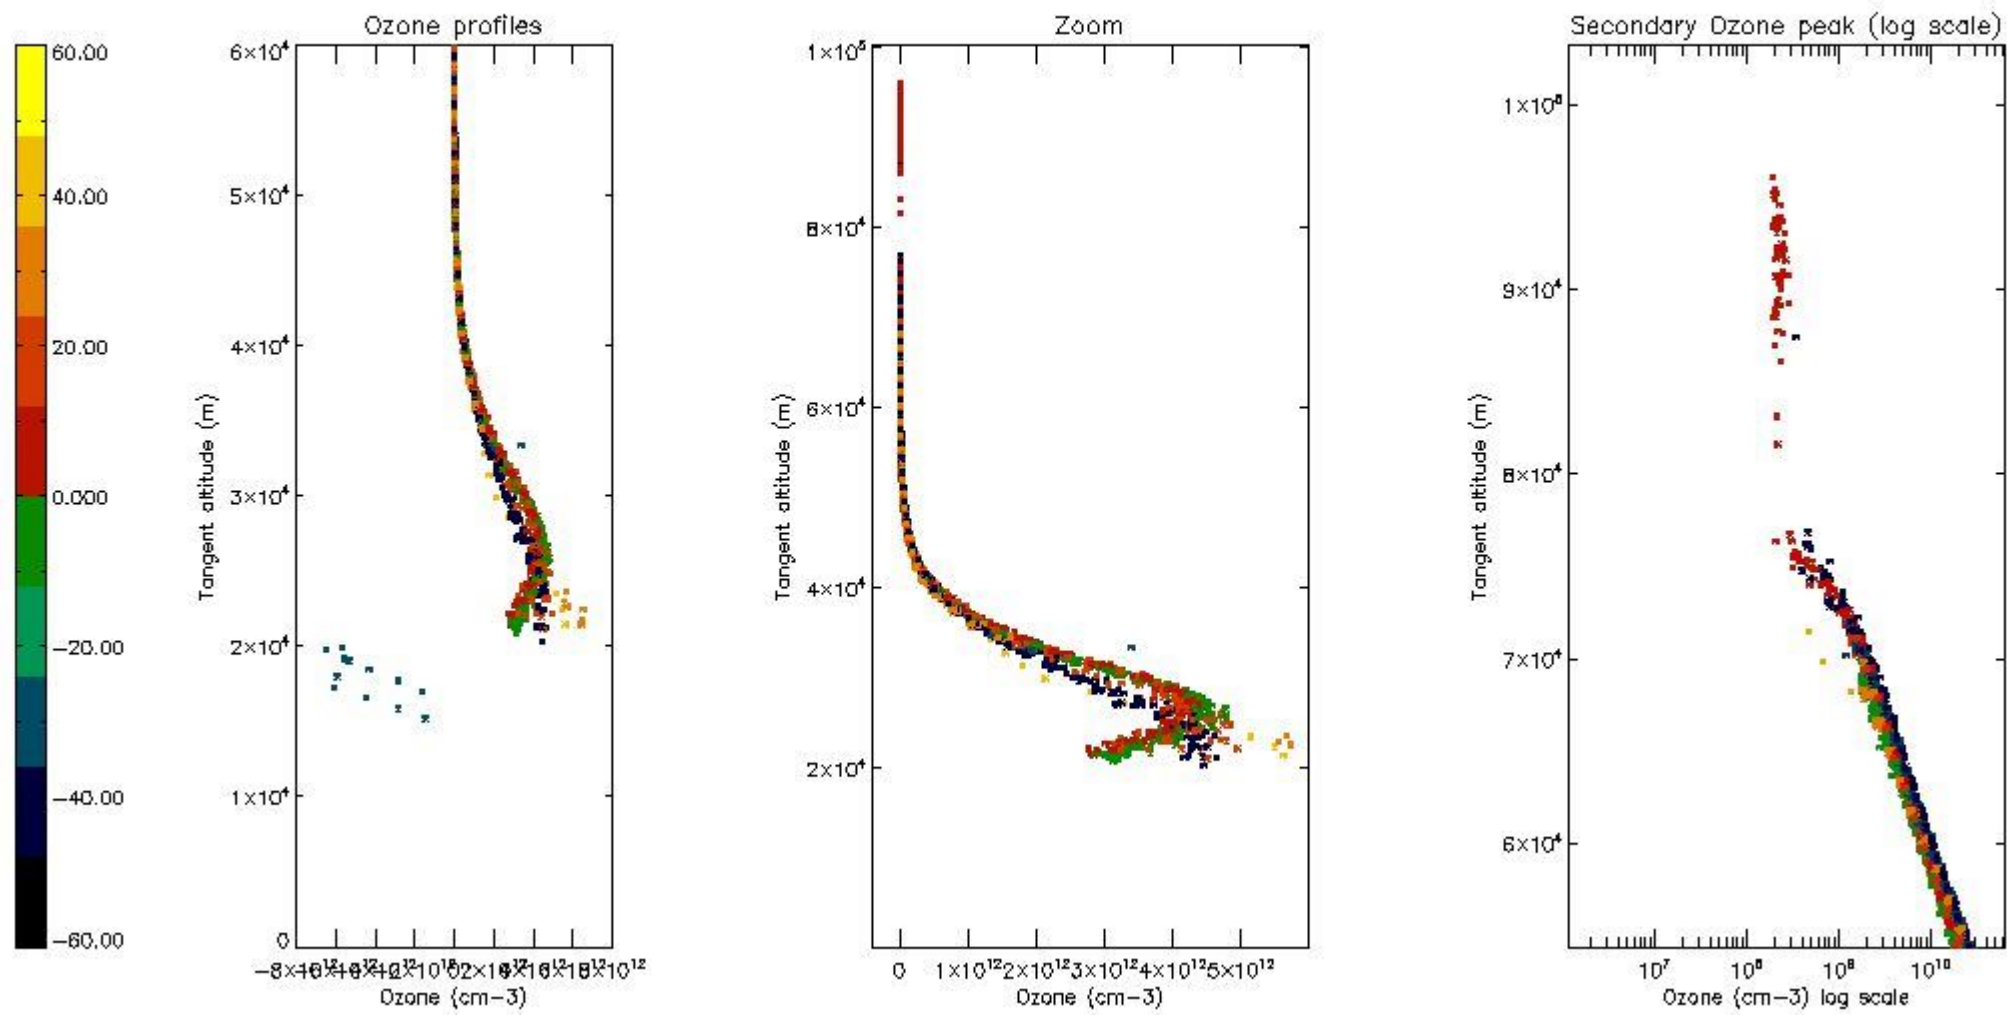 Ozone profiles
Zoom
Secondary Ozone peak (log scale)
60.00
40.00
20.00
−20.00
−40.00
−60.00
6×10⁴
5×10⁴
4×10⁴
3×10⁴
2×10⁴
1×10⁴
0
Tangent altitude (m)
Ozone (cm−3)
1×10⁵
8×10⁴
6×10⁴
4×10⁴
2×10⁴
Tangent altitude (m)
0 1×10¹² 2×10¹² 3×10¹² 4×10¹² 5×10¹²
Ozone (cm−3)
9×10⁴
8×10⁴
7×10⁴
6×10⁴
Tangent altitude (m)
10⁷ 10⁸ 10⁹ 10¹⁰
Ozone (cm−3) log scale